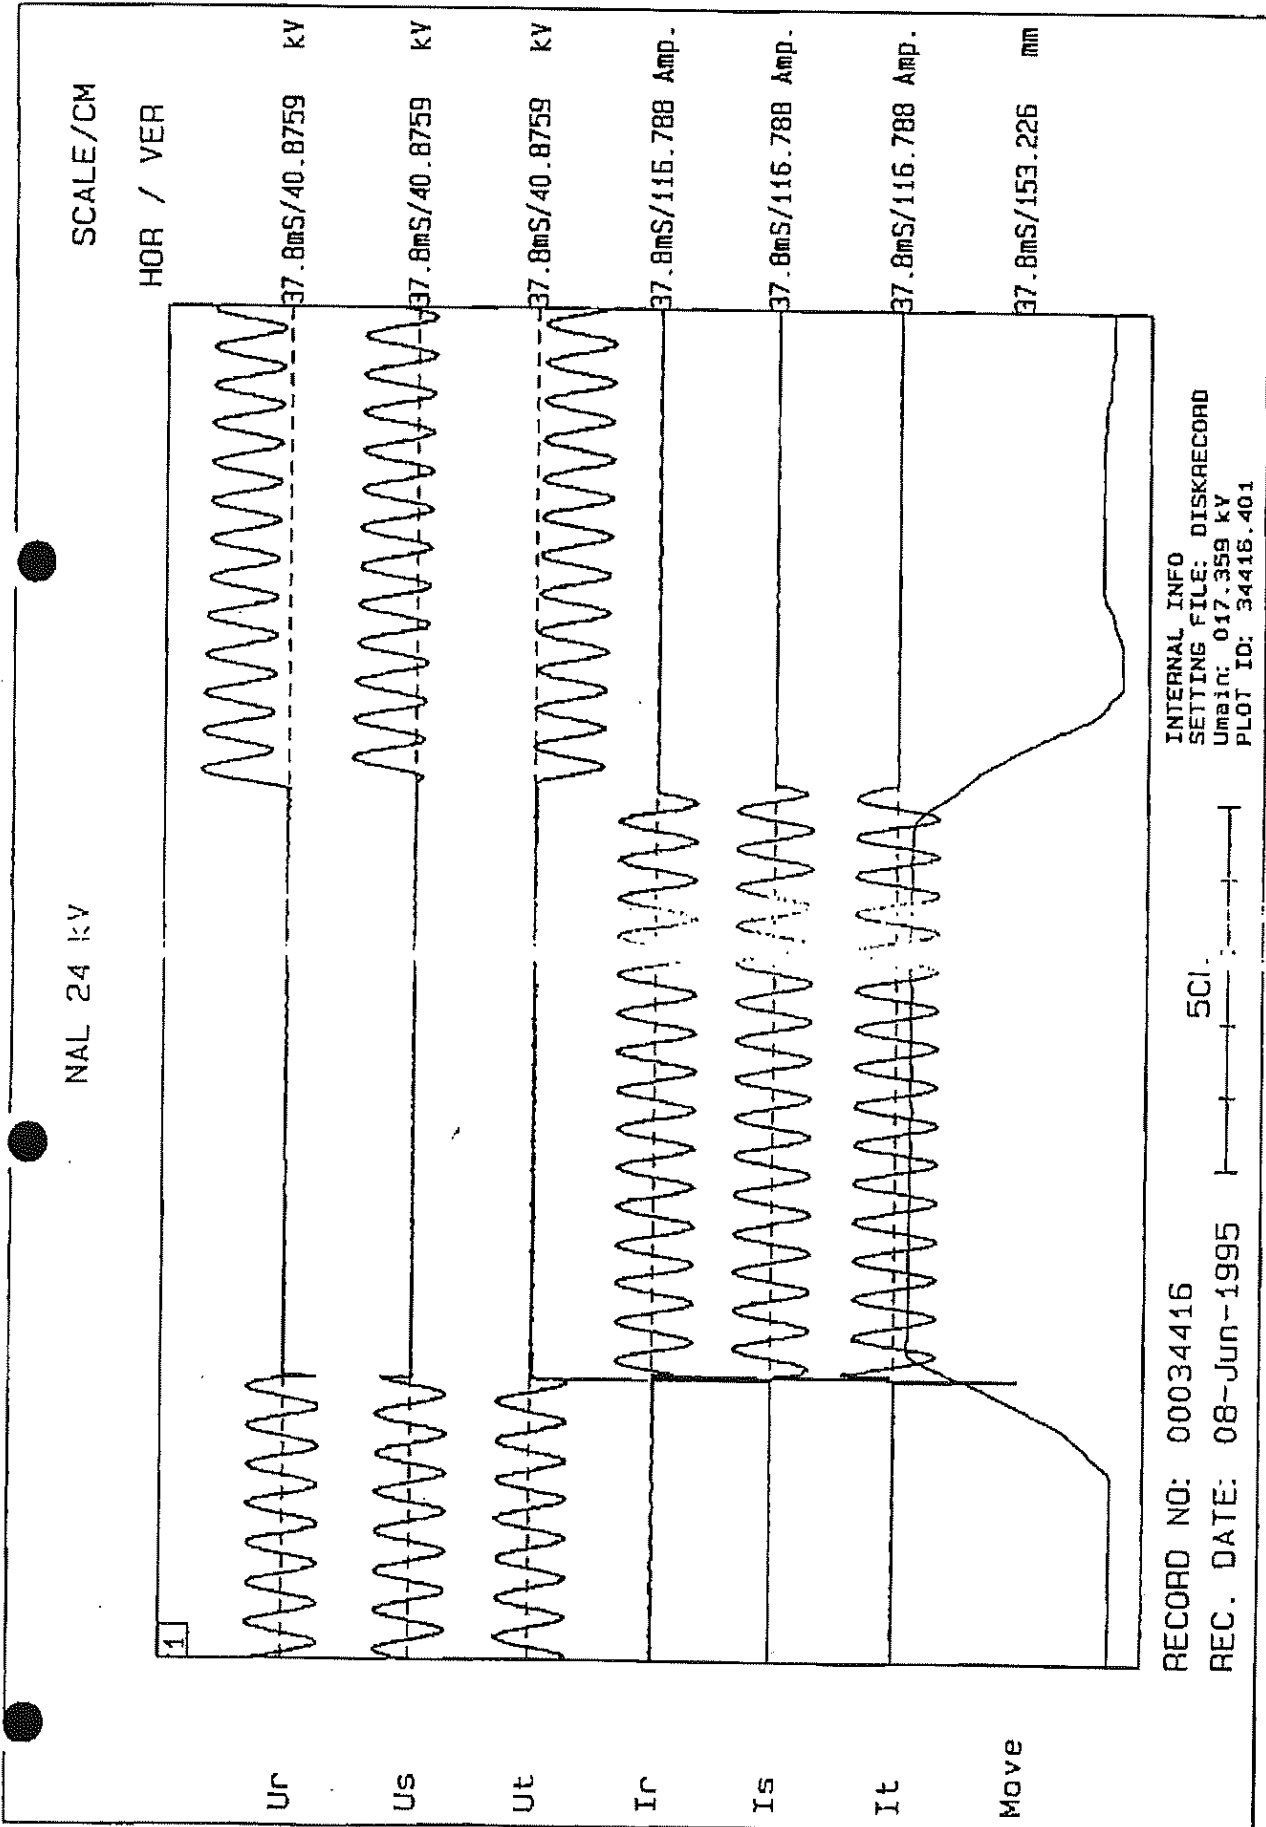 NAL 24 kV
SCALE/CM
HOR / VER
1
Ur 37.8mS/40.8759 kV
Us 37.8mS/40.8759 kV
Ut 37.8mS/40.8759 kV
Ir 37.8mS/116.788 Amp.
Is 37.8mS/116.788 Amp.
It 37.8mS/116.788 Amp.
Move 37.8mS/153.226 mm
RECORD NO: 00034416
REC. DATE: 08-Jun-1995
INTERNAL INFO
SETTING FILE: DISKRECORD
Umain: 017.359 kV
PLOT ID: 34416.401